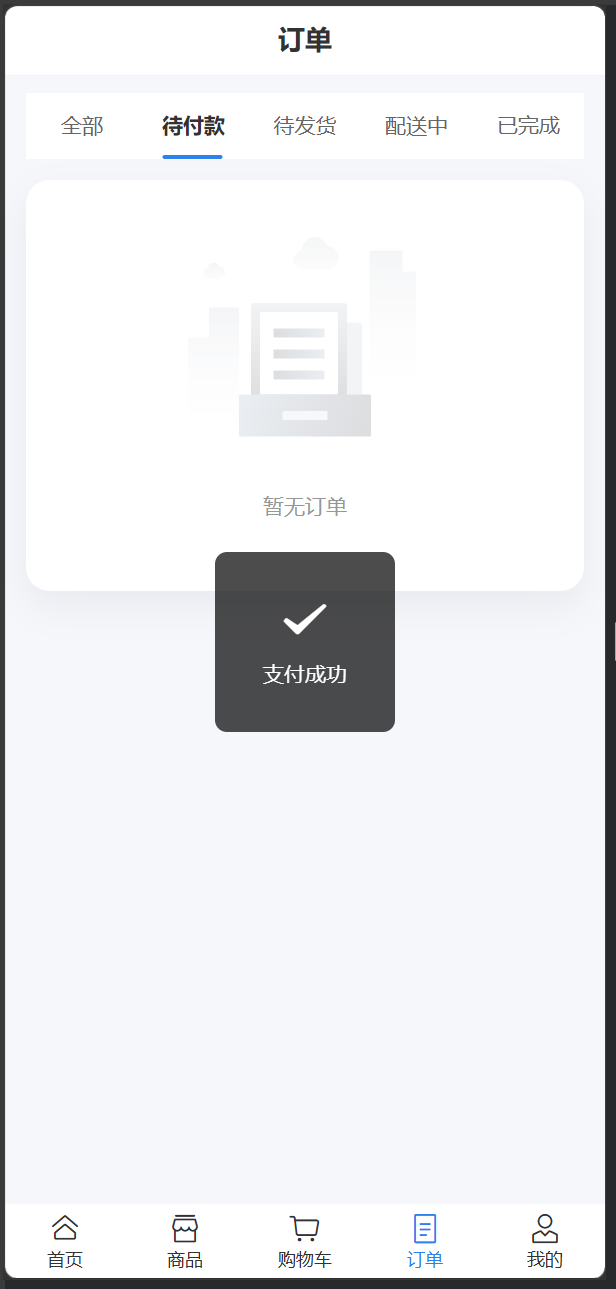 订单
全部 待付款 待发货 配送中 已完成
暂无订单
支付成功
首页 商品 购物车 订单 我的